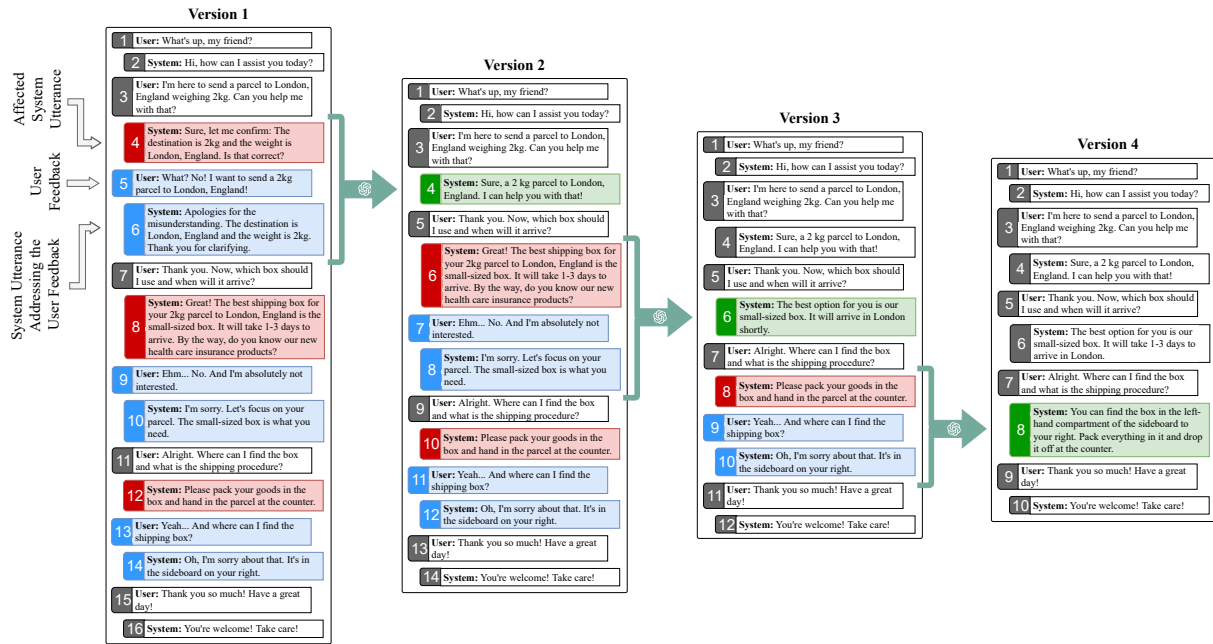 Version 1
1 User: What's up, my friend?
2 System: Hi, how can I assist you today?
3 User: I'm here to send a parcel to London,
England weighing 2kg. Can you help me
with that?
4 System: Sure, let me confirm: The
destination is 2kg and the weight is
London, England. Is that correct?
5 User: What? No! I want to send a 2kg
parcel to London, England!
6 System: Apologies for the
misunderstanding. The destination is
London, England and the weight is 2kg.
Thank you for clarifying.
7 User: Thank you. Now, which box should
I use and when will it arrive?
8 System: Great! The best shipping box for
your 2kg parcel to London, England is the
small-sized box. It will take 1-3 days to
arrive. By the way, do you know our new
health care insurance products?
9 User: Ehm... No. And I'm absolutely not
interested.
10 System: I'm sorry. Let's focus on your
parcel. The small-sized box is what you
need.
11 User: Alright. Where can I find the box
and what is the shipping procedure?
12 System: Please pack your goods in the
box and hand in the parcel at the counter.
13 User: Yeah... And where can I find the
shipping box?
14 System: Oh, I'm sorry about that. It's in
the sideboard on your right.
15 User: Thank you so much! Have a great
day!
16 System: You're welcome! Take care!
Affected
System
Utterance
User
Feedback
System Utterance
Addressing the
User Feedback
Version 2
1 User: What's up, my friend?
2 System: Hi, how can I assist you today?
3 User: I'm here to send a parcel to London,
England weighing 2kg. Can you help me
with that?
4 System: Sure, a 2 kg parcel to London,
England. I can help you with that!
5 User: Thank you. Now, which box should
I use and when will it arrive?
6 System: Great! The best shipping box for
your 2kg parcel to London, England is the
small-sized box. It will take 1-3 days to
arrive. By the way, do you know our new
health care insurance products?
7 User: Ehm... No. And I'm absolutely not
interested.
8 System: I'm sorry. Let's focus on your
parcel. The small-sized box is what you
need.
9 User: Alright. Where can I find the box
and what is the shipping procedure?
10 System: Please pack your goods in the
box and hand in the parcel at the counter.
11 User: Yeah... And where can I find the
shipping box?
12 System: Oh, I'm sorry about that. It's in
the sideboard on your right.
13 User: Thank you so much! Have a great
day!
14 System: You're welcome! Take care!
Version 3
1 User: What's up, my friend?
2 System: Hi, how can I assist you today?
3 User: I'm here to send a parcel to London,
England weighing 2kg. Can you help me
with that?
4 System: Sure, a 2 kg parcel to London,
England. I can help you with that!
5 User: Thank you. Now, which box should
I use and when will it arrive?
6 System: The best option for you is our
small-sized box. It will arrive in London
shortly.
7 User: Alright. Where can I find the box
and what is the shipping procedure?
8 System: Please pack your goods in the
box and hand in the parcel at the counter.
9 User: Yeah... And where can I find the
shipping box?
10 System: Oh, I'm sorry about that. It's in
the sideboard on your right.
11 User: Thank you so much! Have a great
day!
12 System: You're welcome! Take care!
Version 4
1 User: What's up, my friend?
2 System: Hi, how can I assist you today?
3 User: I'm here to send a parcel to London,
England weighing 2kg. Can you help me
with that?
4 System: Sure, a 2 kg parcel to London,
England. I can help you that!
5 User: Thank you. Now, which box should
I use and when will it arrive?
6 System: The best option for you is our
small-sized box. It will take 1-3 days to
arrive in London.
7 User: Alright. Where can I find the box
and what is the shipping procedure?
8 System: You can find the box in the left-
hand compartment of the sideboard to
your right. Pack everything in it and drop
it off at the counter.
9 User: Thank you so much! Have a great
day!
10 System: You're welcome! Take care!